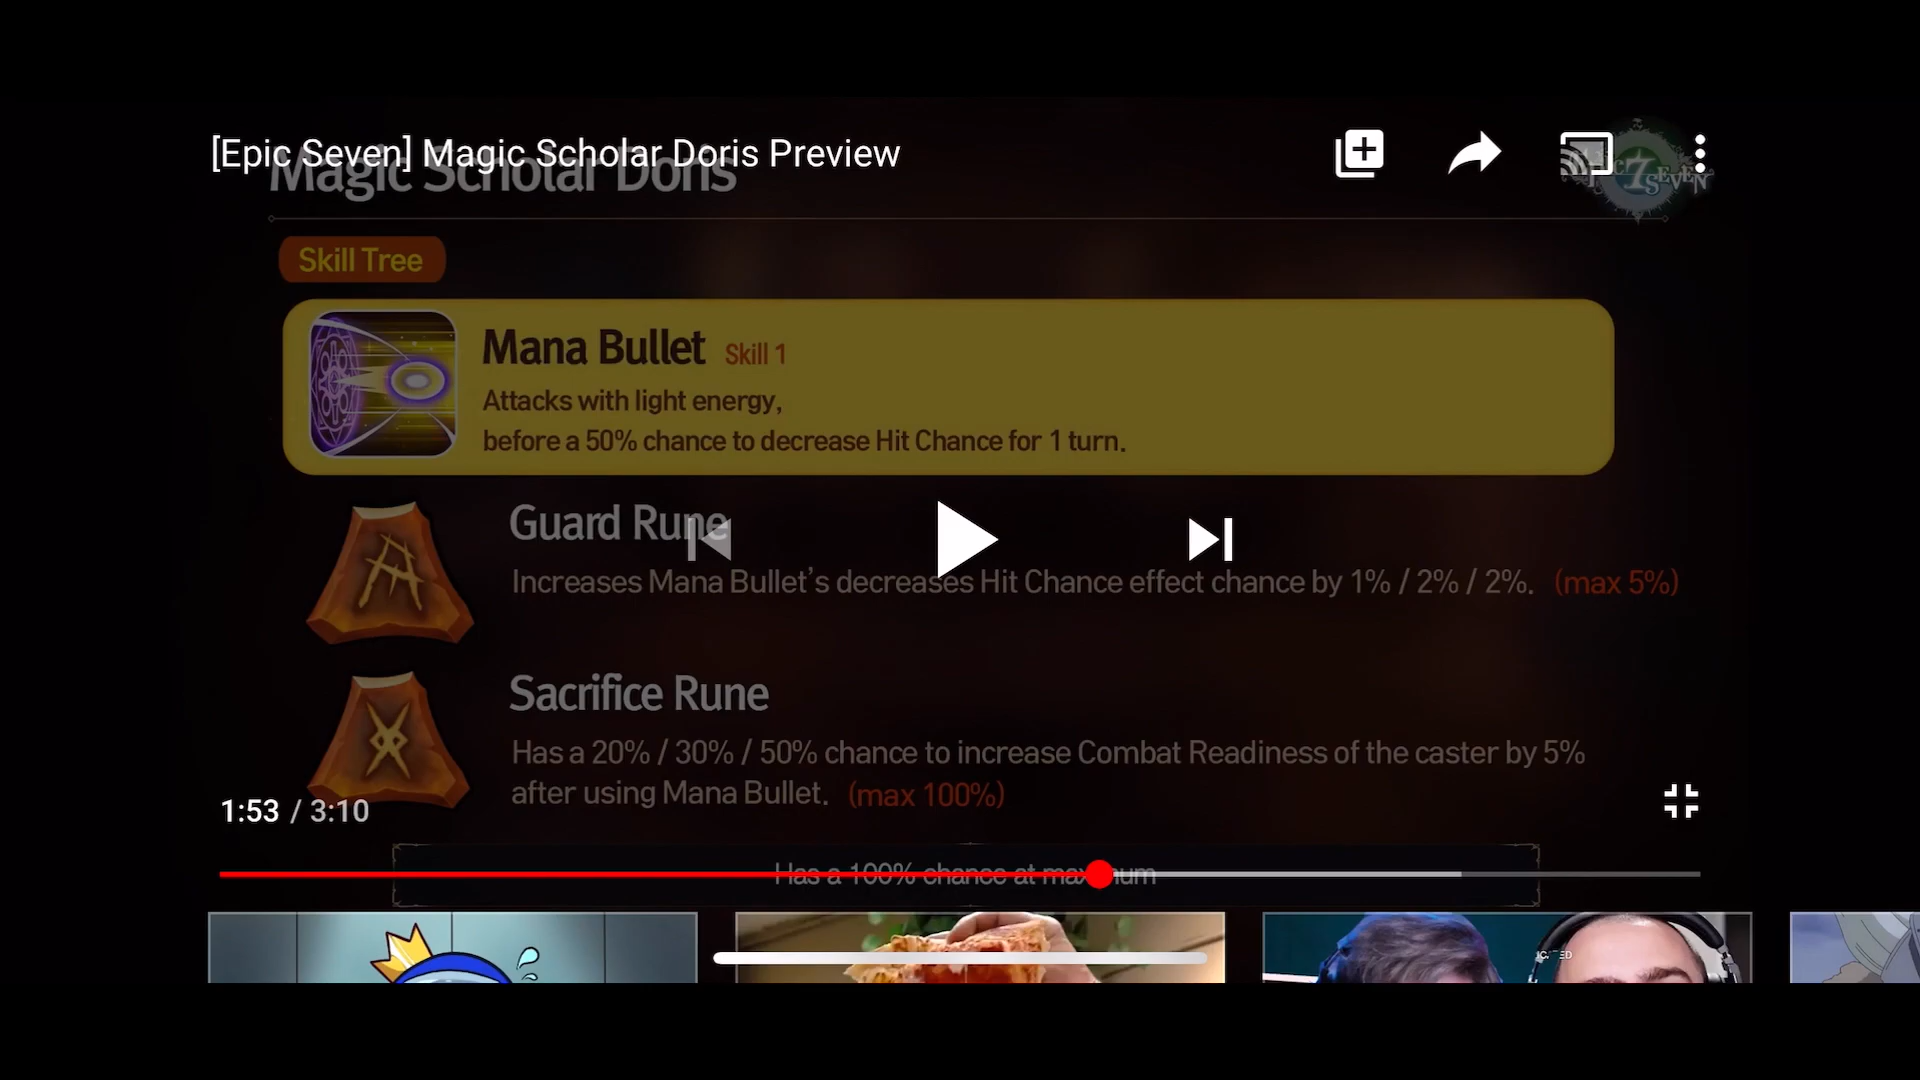 [Epic Seven] Magic Scholar Doris Preview
Magic Scholar Doris
EPIC 7 SEVEN
Skill Tree
Mana Bullet Skill 1
Attacks with light energy,
before a 50% chance to decrease Hit Chance for 1 turn.
Guard Rune
Increases Mana Bullet's decreases Hit Chance effect chance by 1% / 2% / 2%. (max 5%)
Sacrifice Rune
Has a 20% / 30% / 50% chance to increase Combat Readiness of the caster by 5%
after using Mana Bullet. (max 100%)
1:53 / 3:10
Has a 100% chance at maximum